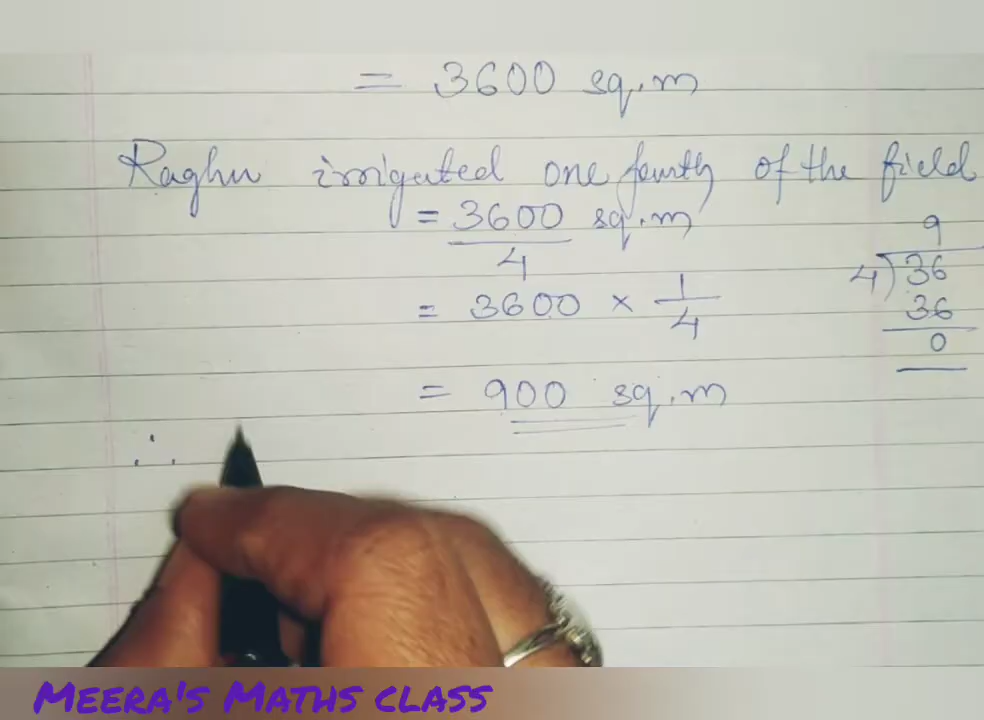 = 3600 sq.m
Raghu irrigated one fourth of the field
= 3600/4 sq.m
= 3600 × 1/4
= 900 sq.m
9
4)36
36
0
∴
MEERA'S MATHS CLASS